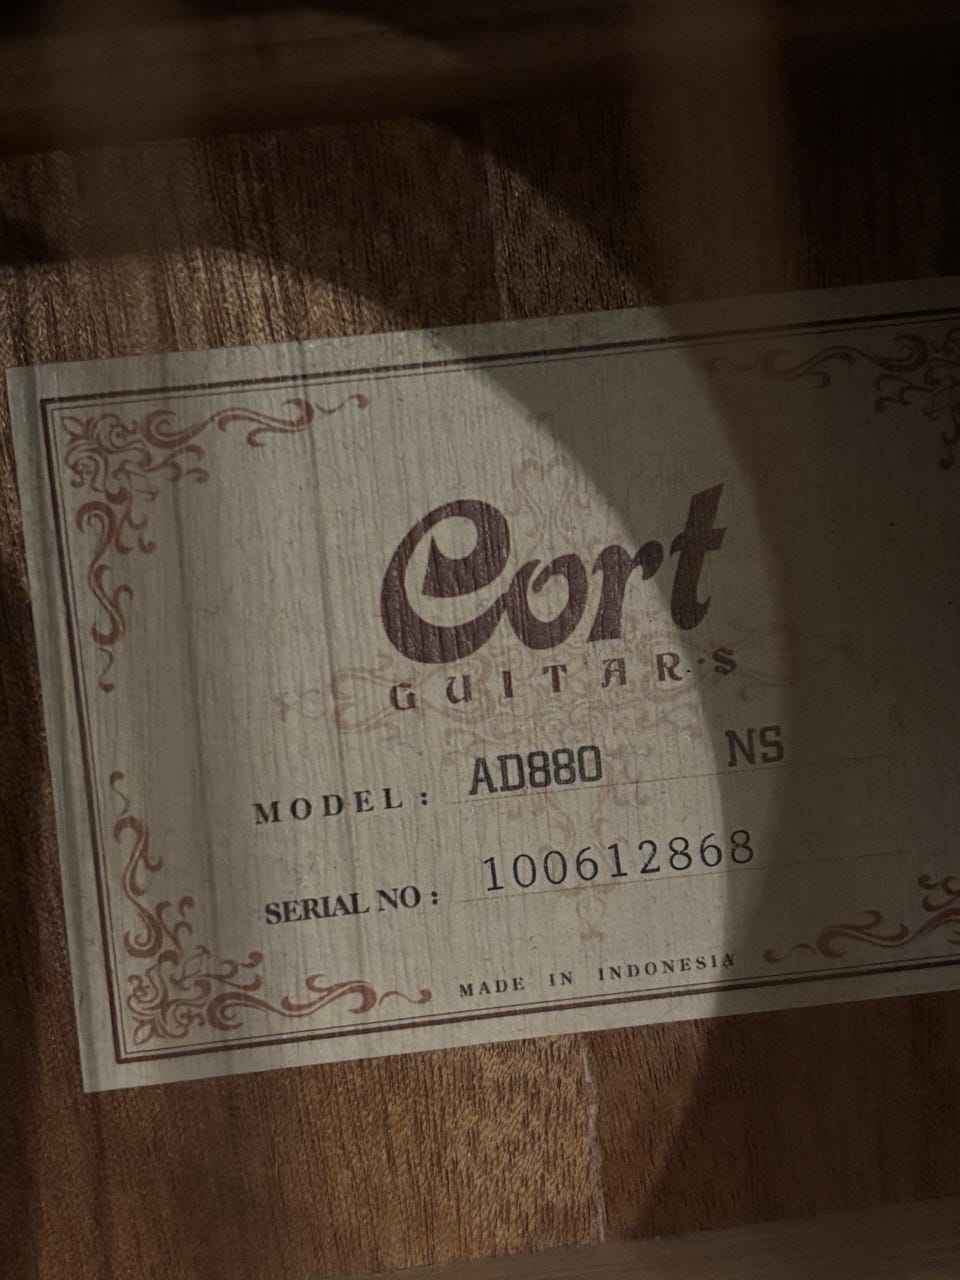 Cort
GUITARS
MODEL : AD880 NS
SERIAL NO : 100612868
MADE IN INDONESIA